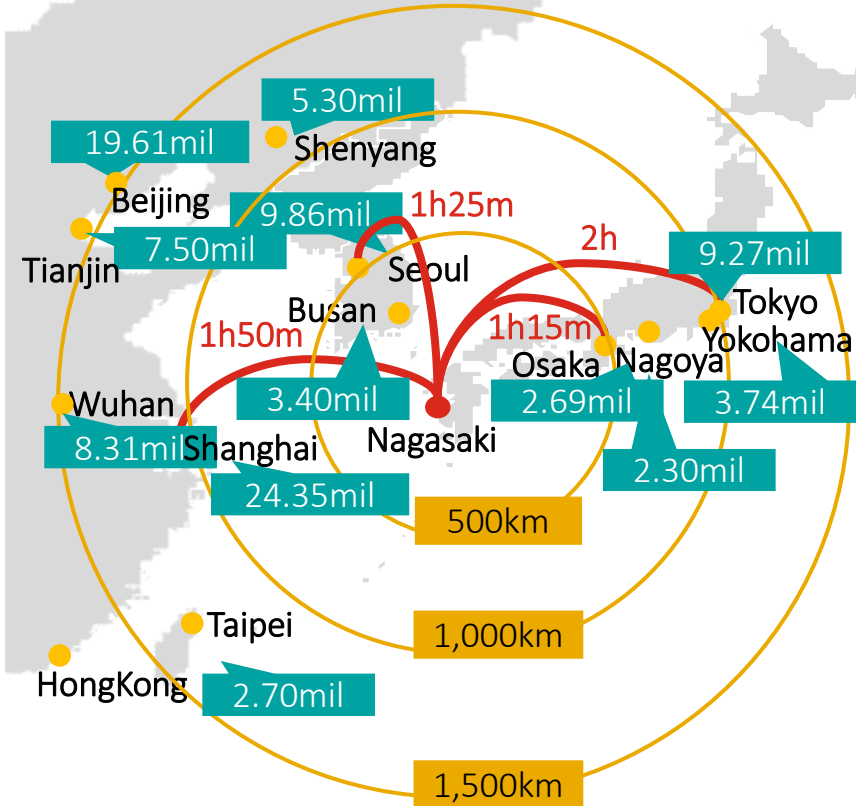 5.30mil
Shenyang
19.61mil
Beijing
9.86mil
1h25m
7.50mil
Tianjin
Seoul
2h
9.27mil
Tokyo
Busan
1h50m
1h15m
Yokohama
Osaka
Nagoya
Wuhan
3.40mil
2.69mil
3.74mil
Nagasaki
8.31mil
Shanghai
2.30mil
24.35mil
500km
Taipei
1,000km
HongKong
2.70mil
1,500km